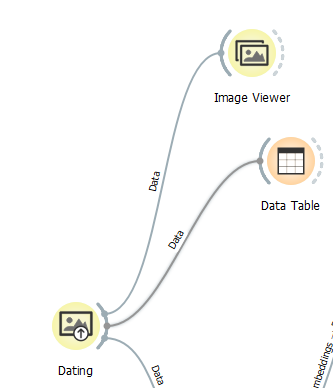 Image Viewer
Data
Data Table
Data
Dating
Data
mbeddings